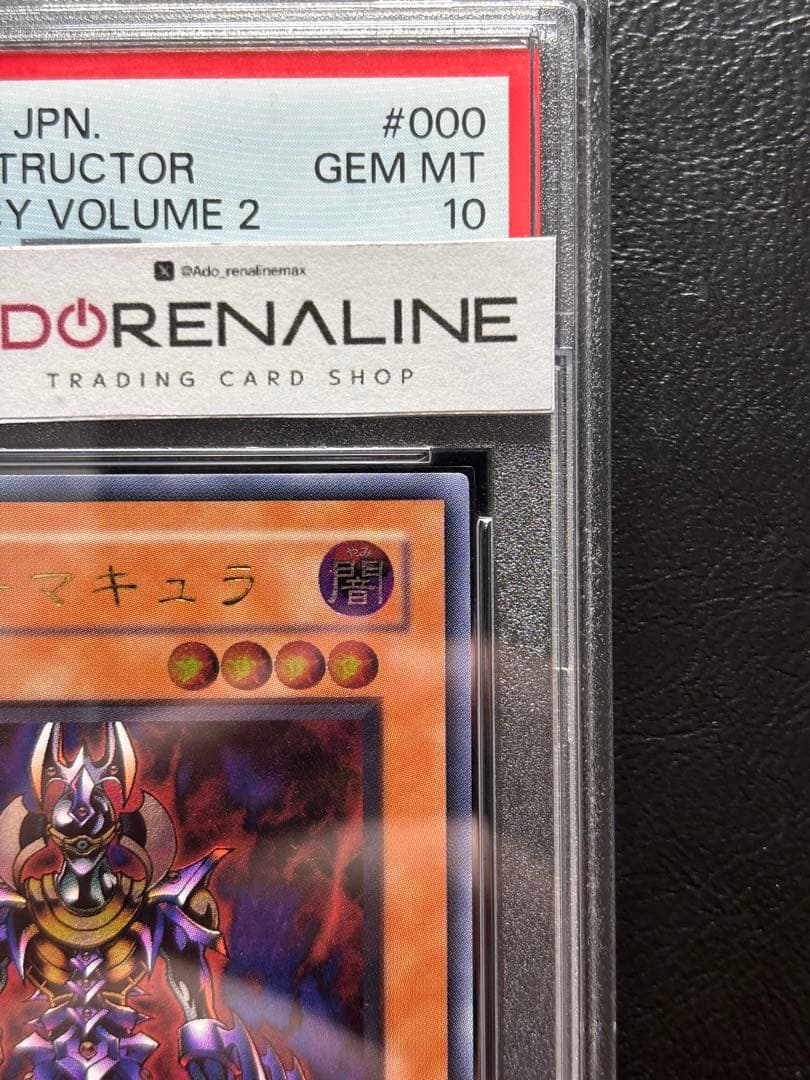 JPN. #000
TRUCTOR GEM MT
Y VOLUME 2 10
@Ado_renalinemax
DORENALINE
TRADING CARD SHOP
ーマキュラ
やみ
闇